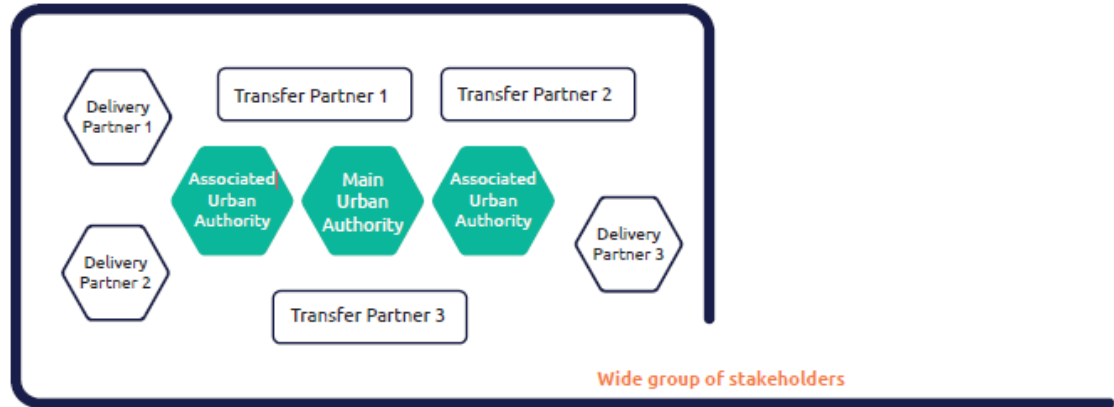 Transfer Partner 1
Transfer Partner 2
Delivery
Partner 1
Associated
Urban
Authority
Main
Urban
Authority
Associated
Urban
Authority
Delivery
Partner 2
Delivery
Partner 3
Transfer Partner 3
Wide group of stakeholders